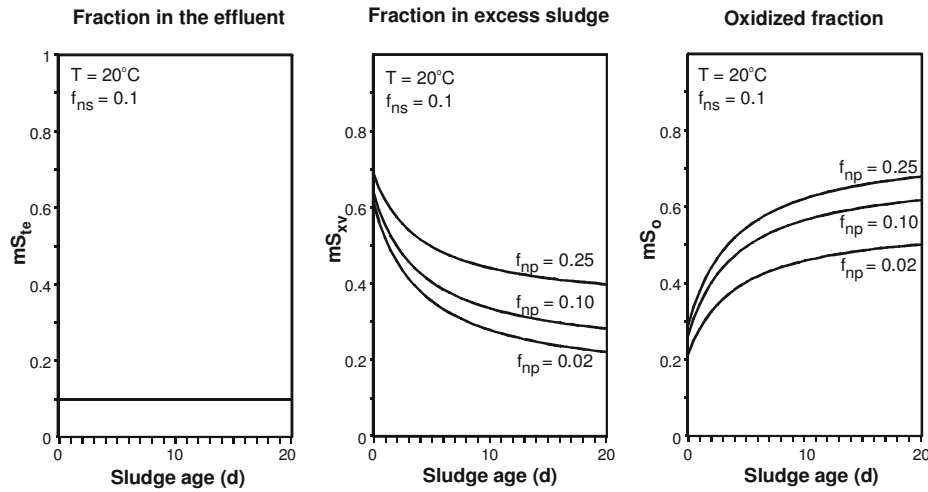 Fraction in the effluent
T = 20°C
f_ns = 0.1
1
0.8
0.6
0.4
0.2
0
mS_te
0 10 20
Sludge age (d)
Fraction in excess sludge
T = 20°C
f_ns = 0.1
0.8
0.6
0.4
0.2
0
mS_xv
f_np = 0.25
f_np = 0.10
f_np = 0.02
0 10 20
Sludge age (d)
Oxidized fraction
T = 20°C
f_ns = 0.1
0.8
0.6
0.4
0.2
0
mS_o
f_np = 0.25
f_np = 0.10
f_np = 0.02
0 10 20
Sludge age (d)